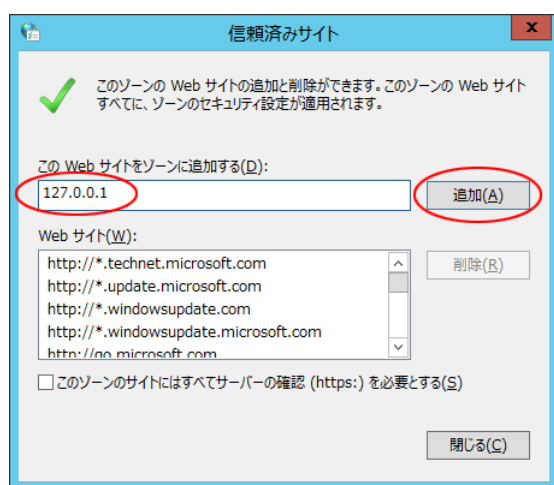 信頼済みサイト
x
このゾーンの Web サイトの追加と削除ができます。このゾーンの Web サイト
すべてに、ゾーンのセキュリティ設定が適用されます。
この Web サイトをゾーンに追加する(D):
127.0.0.1
追加(A)
Web サイト(W):
http://*.technet.microsoft.com
http://*.update.microsoft.com
http://*.windowsupdate.com
http://*.windowsupdate.microsoft.com
http://go.microsoft.com
削除(R)
このゾーンのサイトにはすべてサーバーの確認 (https:) を必要とする(S)
閉じる(C)